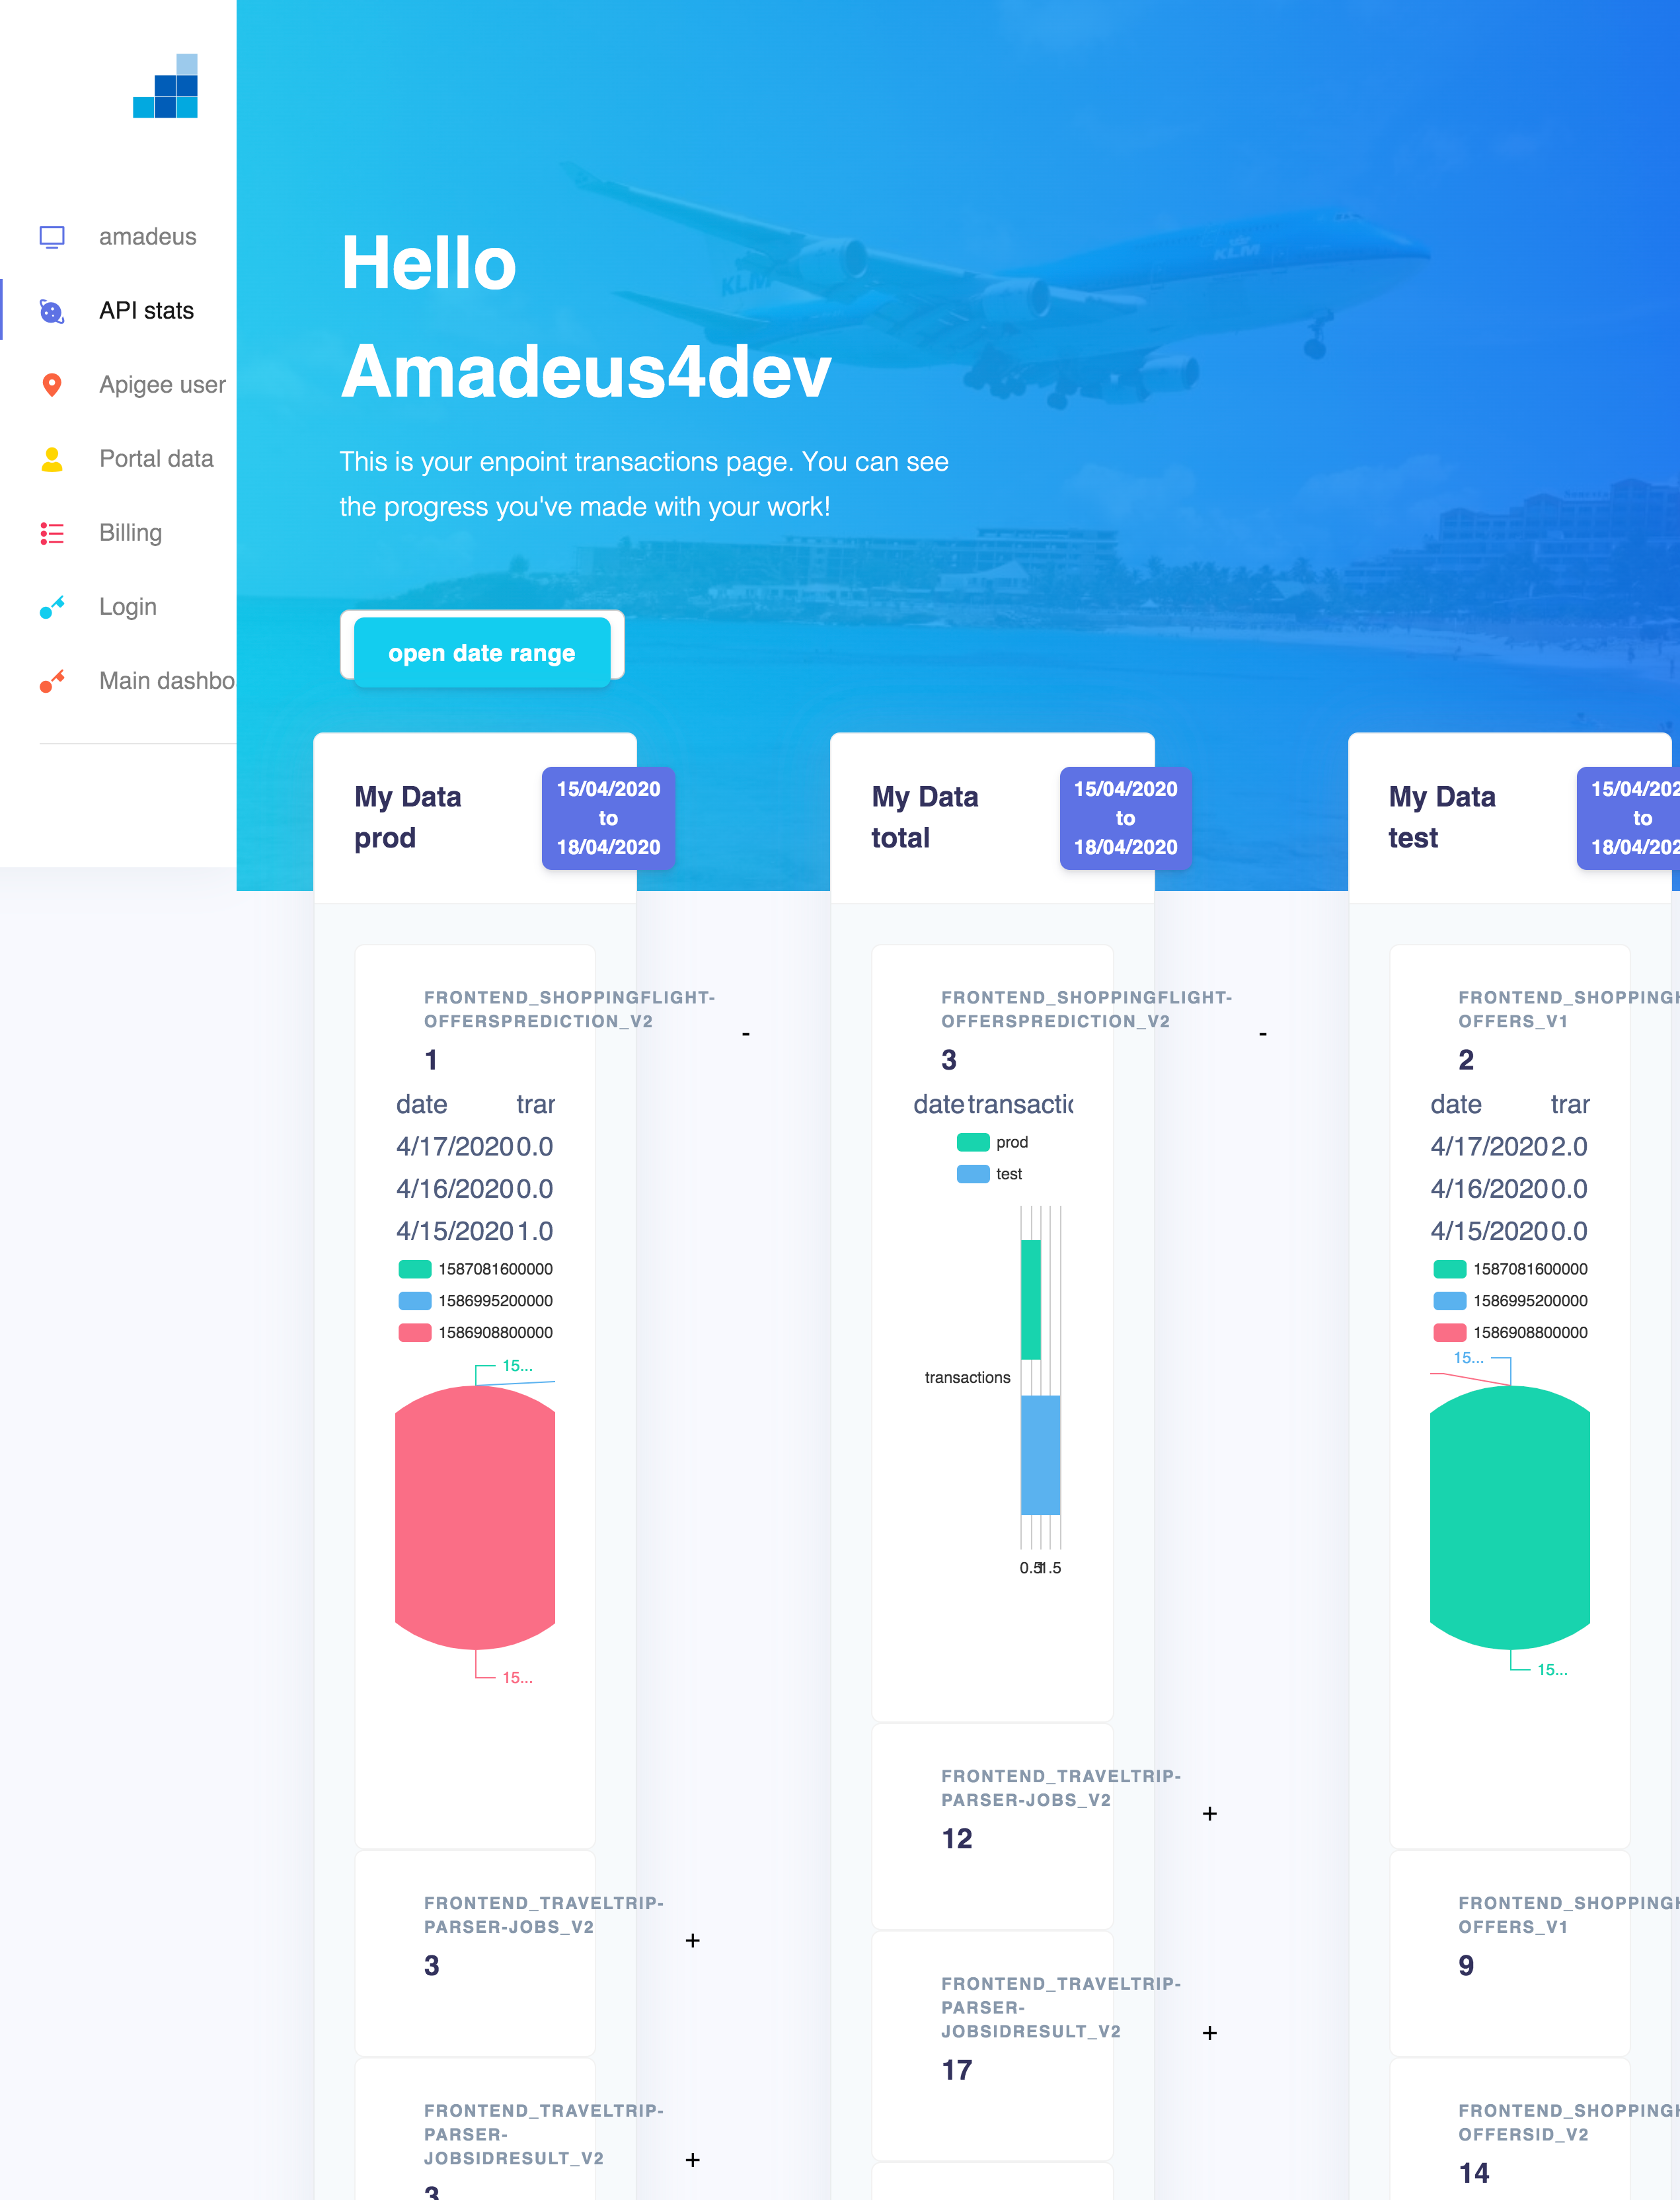 amadeus
API stats
Apigee user
Portal data
Billing
Login
Main dashbo
KLM
KLM
Hello
Amadeus4dev
This is your enpoint transactions page. You can see
the progress you've made with your work!
open date range
My Data
prod
15/04/2020
to
18/04/2020
FRONTEND_SHOPPINGFLIGHT-
OFFERSPREDICTION_V2
1
-
date tran
4/17/2020 0.0
4/16/2020 0.0
4/15/2020 1.0
1587081600000
1586995200000
1586908800000
15...
15...
FRONTEND_TRAVELTRIP-
PARSER-JOBS_V2
3
+
FRONTEND_TRAVELTRIP-
PARSER-
JOBSIDRESULT_V2
3
+
My Data
total
15/04/2020
to
18/04/2020
FRONTEND_SHOPPINGFLIGHT-
OFFERSPREDICTION_V2
3
-
date transactic
prod
test
transactions
0.5 1.5
FRONTEND_TRAVELTRIP-
PARSER-JOBS_V2
12
+
FRONTEND_TRAVELTRIP-
PARSER-
JOBSIDRESULT_V2
17
+
My Data
test
15/04/202
to
18/04/202
FRONTEND_SHOPPINGH
OFFERS_V1
2
date tran
4/17/2020 2.0
4/16/2020 0.0
4/15/2020 0.0
1587081600000
1586995200000
1586908800000
15...
15...
FRONTEND_SHOPPINGH
OFFERS_V1
9
FRONTEND_SHOPPINGH
OFFERSID_V2
14